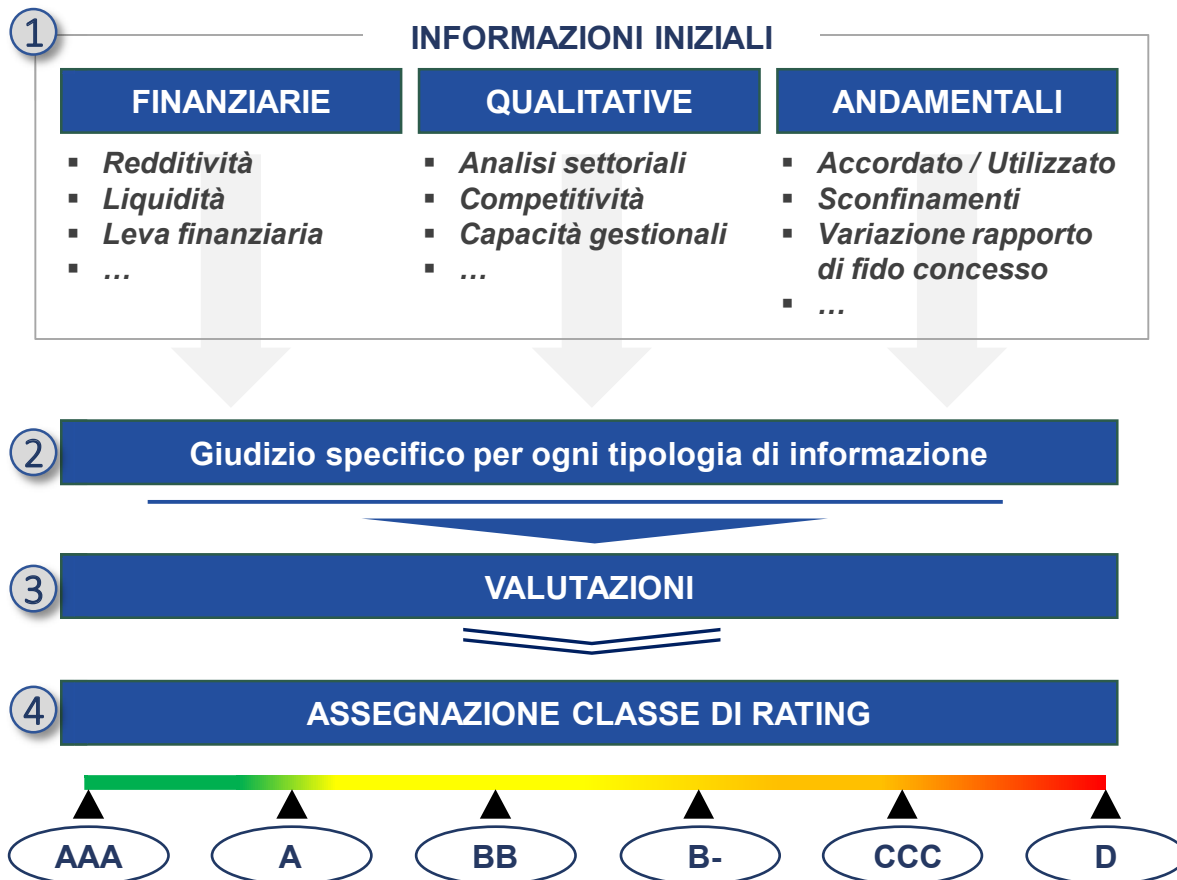 1
INFORMAZIONI INIZIALI
FINANZIARIE
▪ Redditività
▪ Liquidità
▪ Leva finanziaria
▪ …
QUALITATIVE
▪ Analisi settoriali
▪ Competitività
▪ Capacità gestionali
▪ …
ANDAMENTALI
▪ Accordato / Utilizzato
▪ Sconfinamenti
▪ Variazione rapporto
di fido concesso
▪ …
2
Giudizio specifico per ogni tipologia di informazione
3
VALUTAZIONI
4
ASSEGNAZIONE CLASSE DI RATING
AAA
A
BB
B-
CCC
D